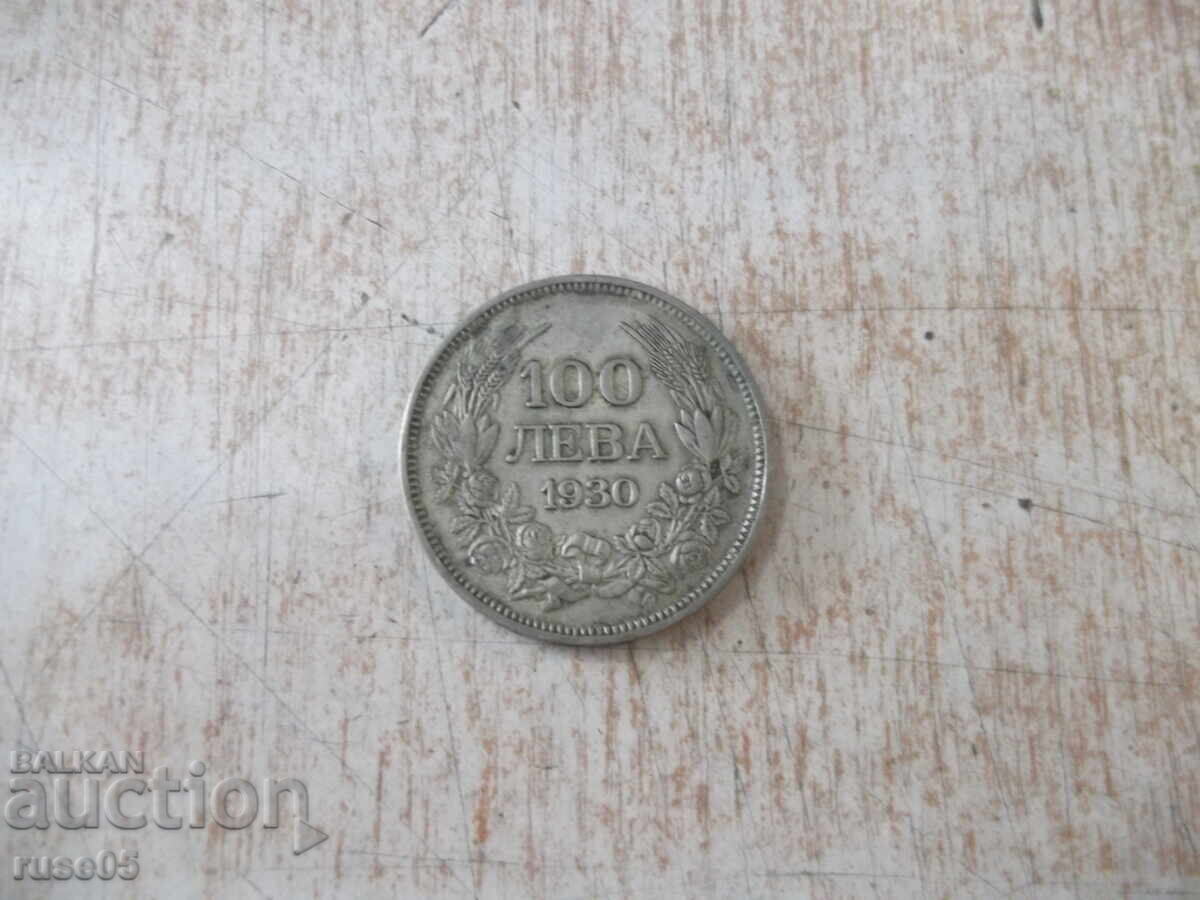 100
ЛЕВА
1930
BALKAN
auction
ruse05